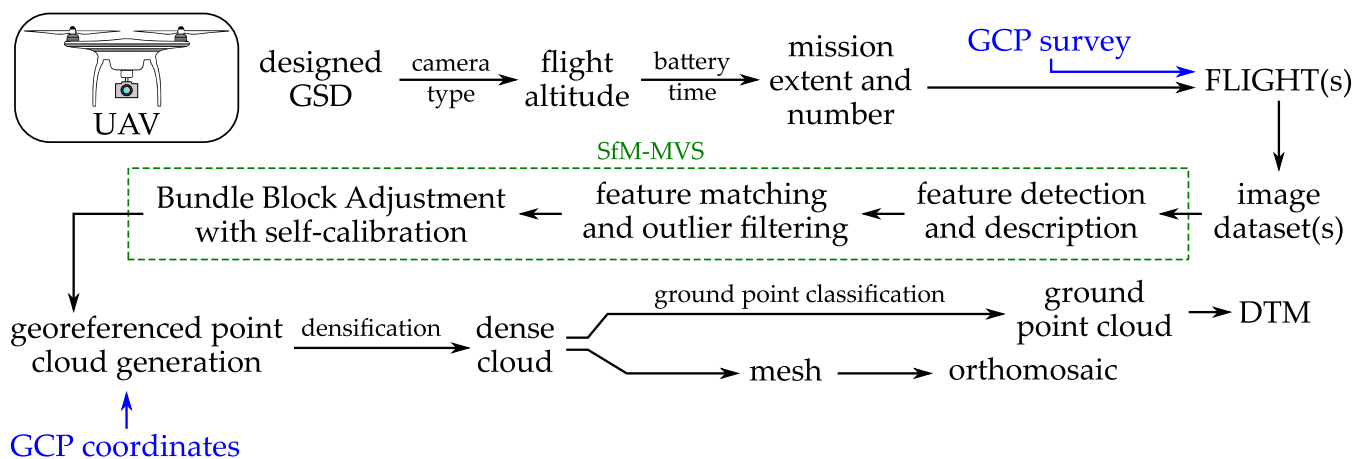 UAV
designed
GSD
camera
type
flight
altitude
battery
time
mission
extent and
number
GCP survey
FLIGHT(s)
SfM-MVS
image
dataset(s)
feature detection
and description
feature matching
and outlier filtering
Bundle Block Adjustment
with self-calibration
georeferenced point
cloud generation
GCP coordinates
densification
dense
cloud
ground point classification
ground
point cloud
DTM
mesh
orthomosaic